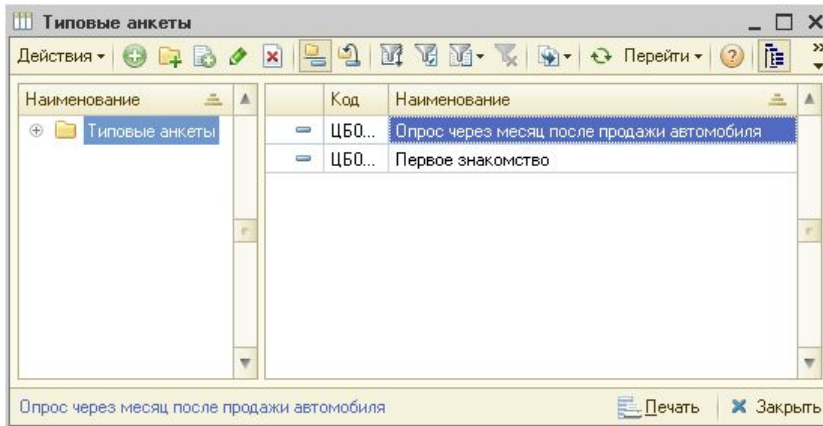 Типовые анкеты
Действия Перейти
Наименование Код Наименование
Типовые анкеты ЦБ0... Опрос через месяц после продажи автомобиля
ЦБ0... Первое знакомство
Опрос через месяц после продажи автомобиля Печать Закрыть